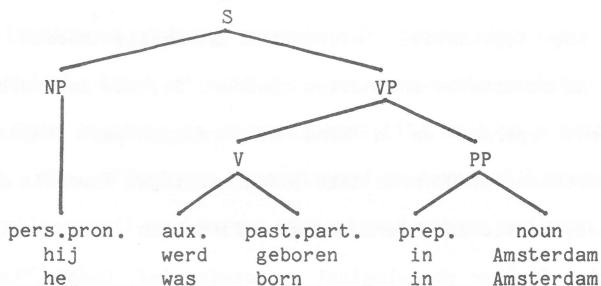 S
NP VP
V PP
pers.pron. aux. past.part. prep. noun
hij werd geboren in Amsterdam
he was born in Amsterdam